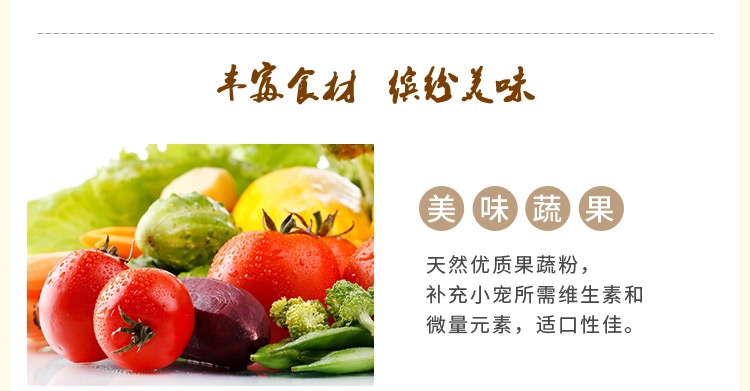 丰富食材 缤纷美味
美味蔬果
天然优质果蔬粉，
补充小宠所需维生素和
微量元素，适口性佳。